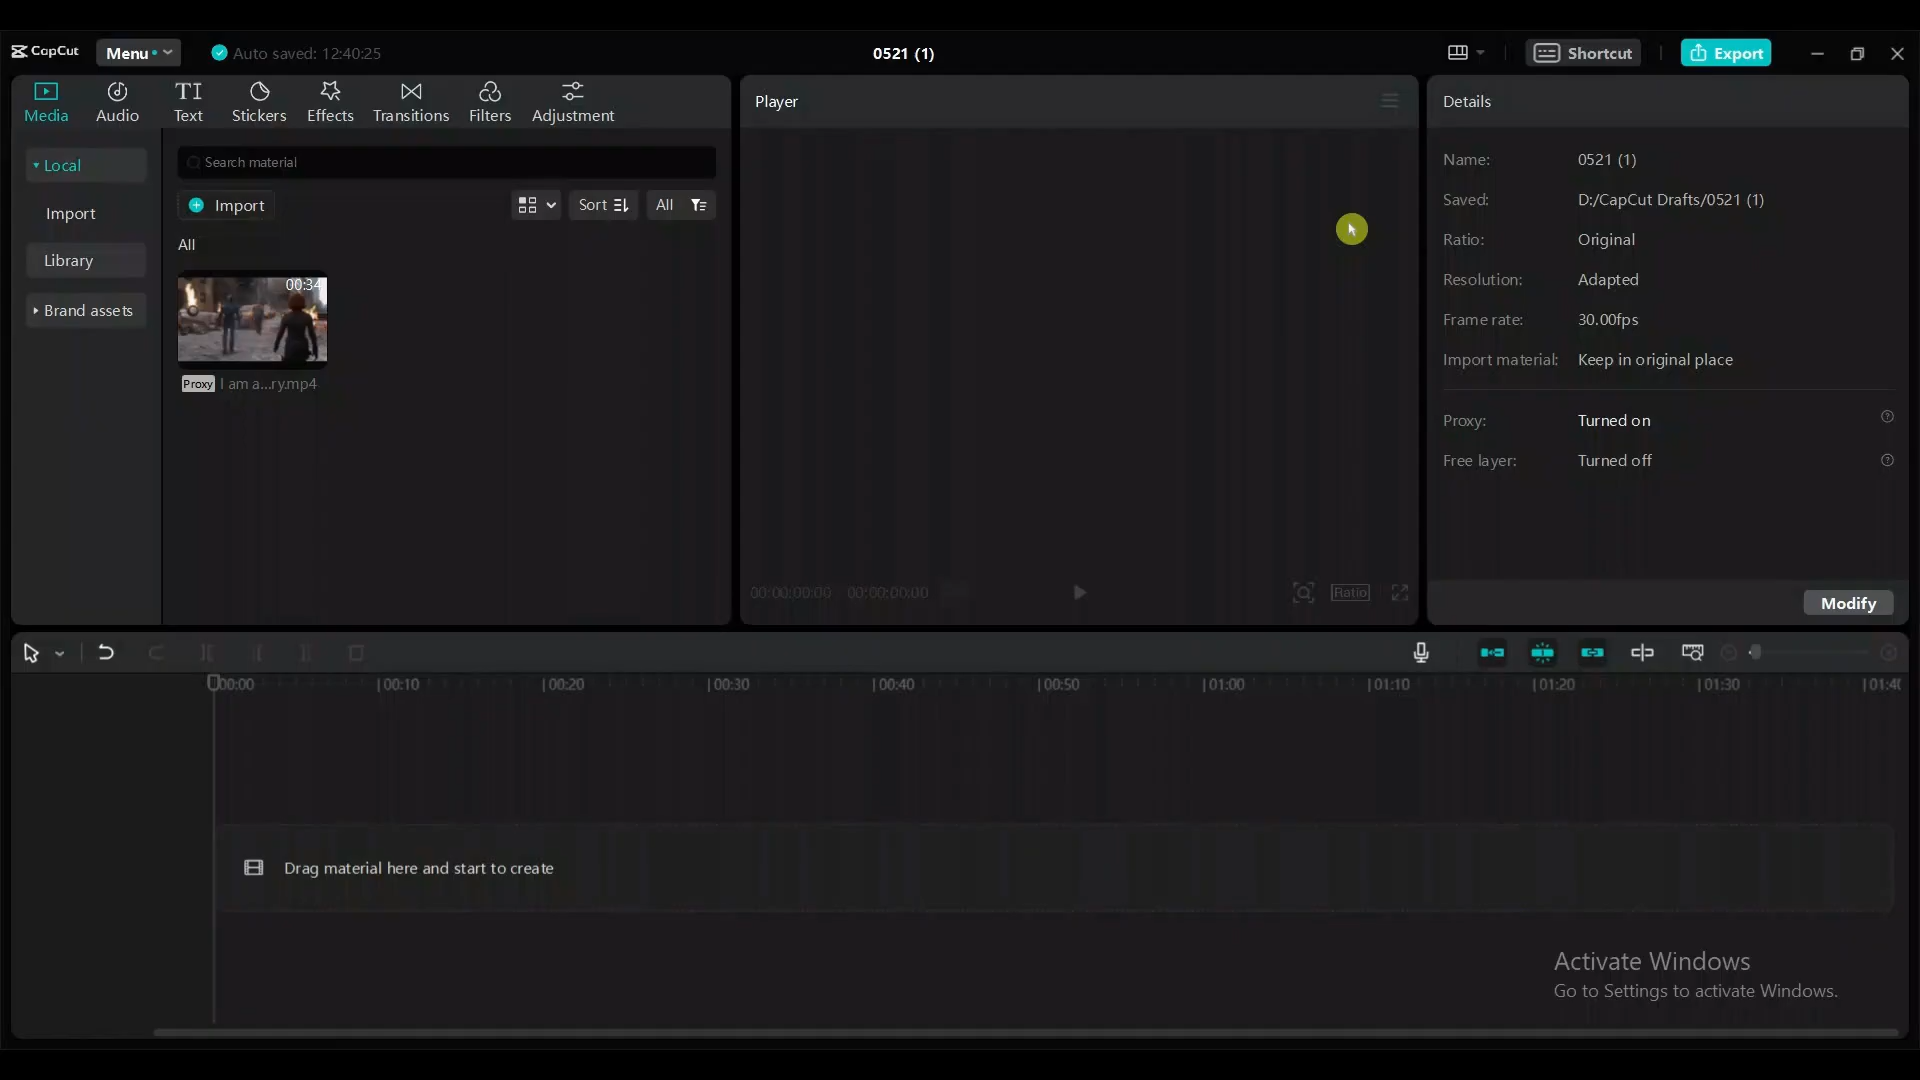 CapCut Menu Auto saved: 12:40:25 0521 (1) Shortcut Export
Media Audio Text Stickers Effects Transitions Filters Adjustment
Player
Details
Local
Import
Library
Brand assets
Search material
Import Sort All
All
00:34
Proxy I am a...ry.mp4
00:00:00:00 00:00:00:00 Ratio
Name: 0521 (1)
Saved: D:/CapCut Drafts/0521 (1)
Ratio: Original
Resolution: Adapted
Frame rate: 30.00fps
Import material: Keep in original place
Proxy: Turned on
Free layer: Turned off
Modify
00:00 00:10 00:20 00:30 00:40 00:50 01:00 01:10 01:20 01:30
Drag material here and start to create
Activate Windows
Go to Settings to activate Windows.